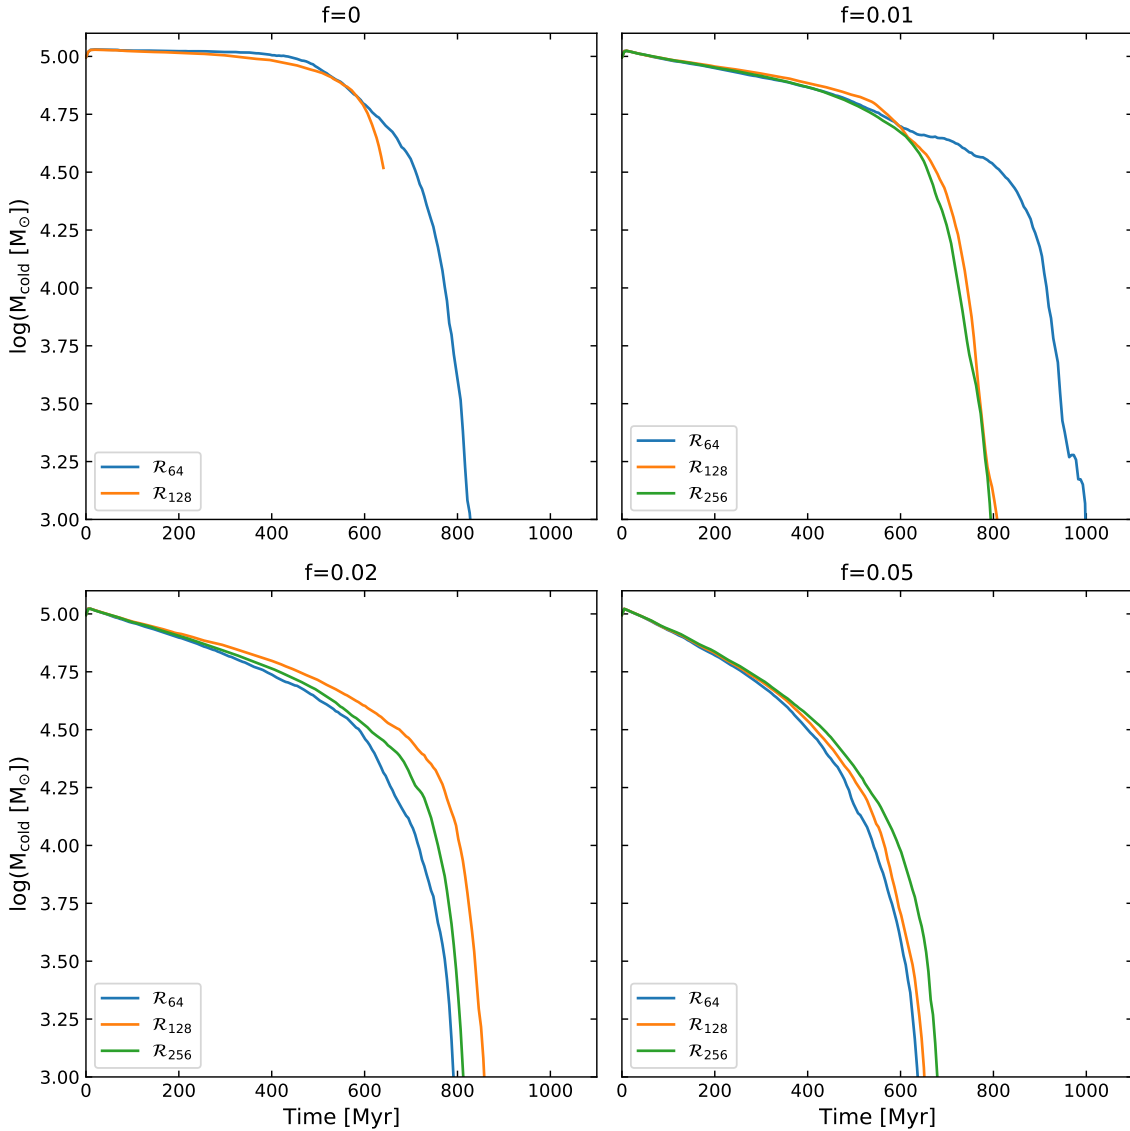 f=0
f=0.01
log(M_cold [M_⊙])
5.00
4.75
4.50
4.25
4.00
3.75
3.50
3.25
3.00
0 200 400 600 800 1000
0 200 400 600 800 1000
ℛ_64
ℛ_128
ℛ_64
ℛ_128
ℛ_256
f=0.02
f=0.05
log(M_cold [M_⊙])
5.00
4.75
4.50
4.25
4.00
3.75
3.50
3.25
3.00
ℛ_64
ℛ_128
ℛ_256
ℛ_64
ℛ_128
ℛ_256
0 200 400 600 800 1000
0 200 400 600 800 1000
Time [Myr]
Time [Myr]